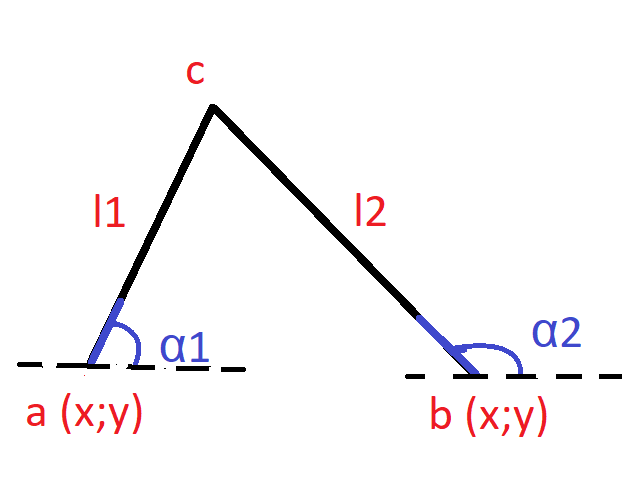 c
l1
l2
α1
α2
a (x;y)
b (x;y)